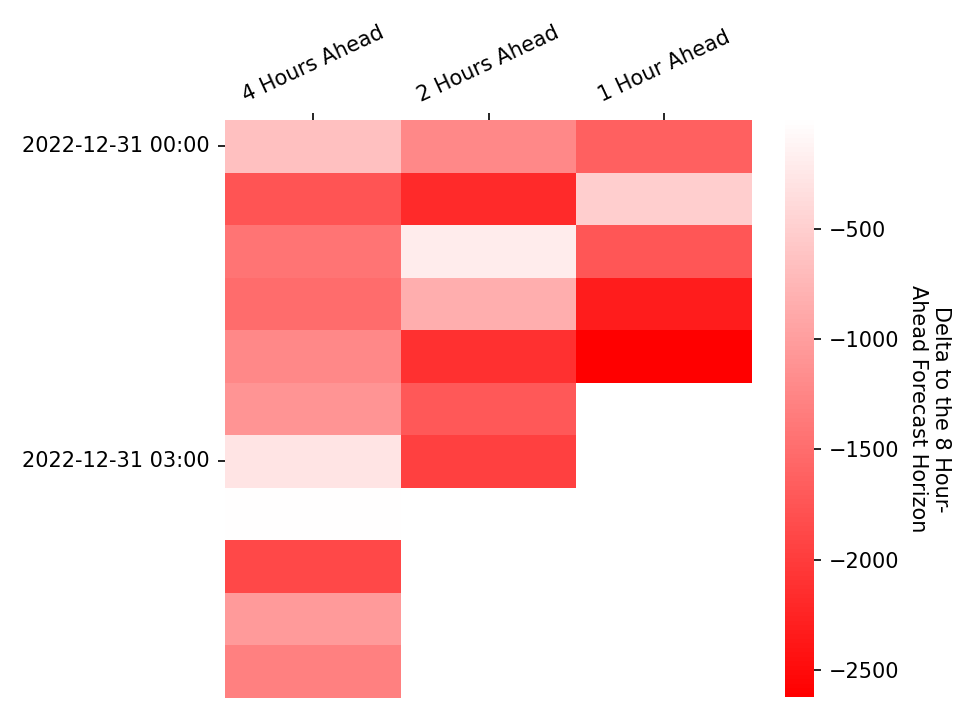 4 Hours Ahead
2 Hours Ahead
1 Hour Ahead
2022-12-31 00:00
2022-12-31 03:00
−500
−1000
−1500
−2000
−2500
Delta to the 8 Hour-
Ahead Forecast Horizon